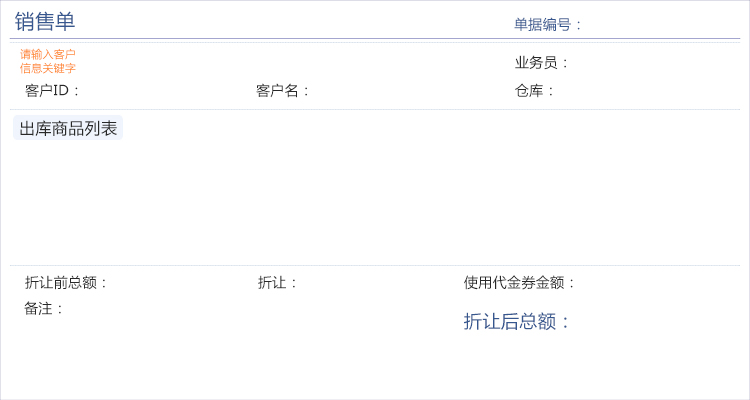 销售单
单据编号：
请输入客户
信息关键字
业务员：
客户ID：
客户名：
仓库：
出库商品列表
折让前总额：
折让：
使用代金券金额：
备注：
折让后总额：